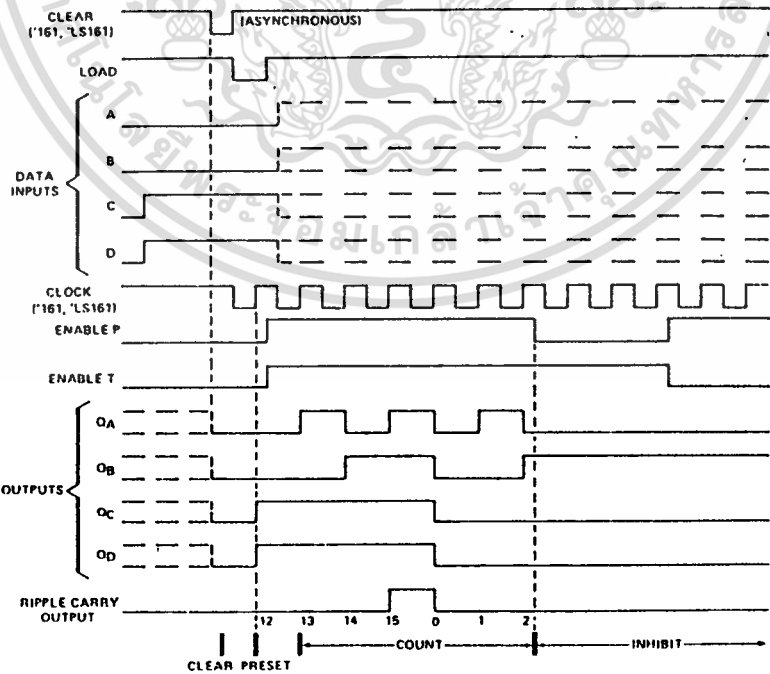 CLEAR
('161, 'LS161)
(ASYNCHRONOUS)
LOAD
DATA
INPUTS
A
B
C
D
CLOCK
('161, 'LS161)
ENABLE P
ENABLE T
OUTPUTS
QA
QB
QC
QD
RIPPLE CARRY
OUTPUT
12 13 14 15 0 1 2
COUNT
INHIBIT
CLEAR PRESET